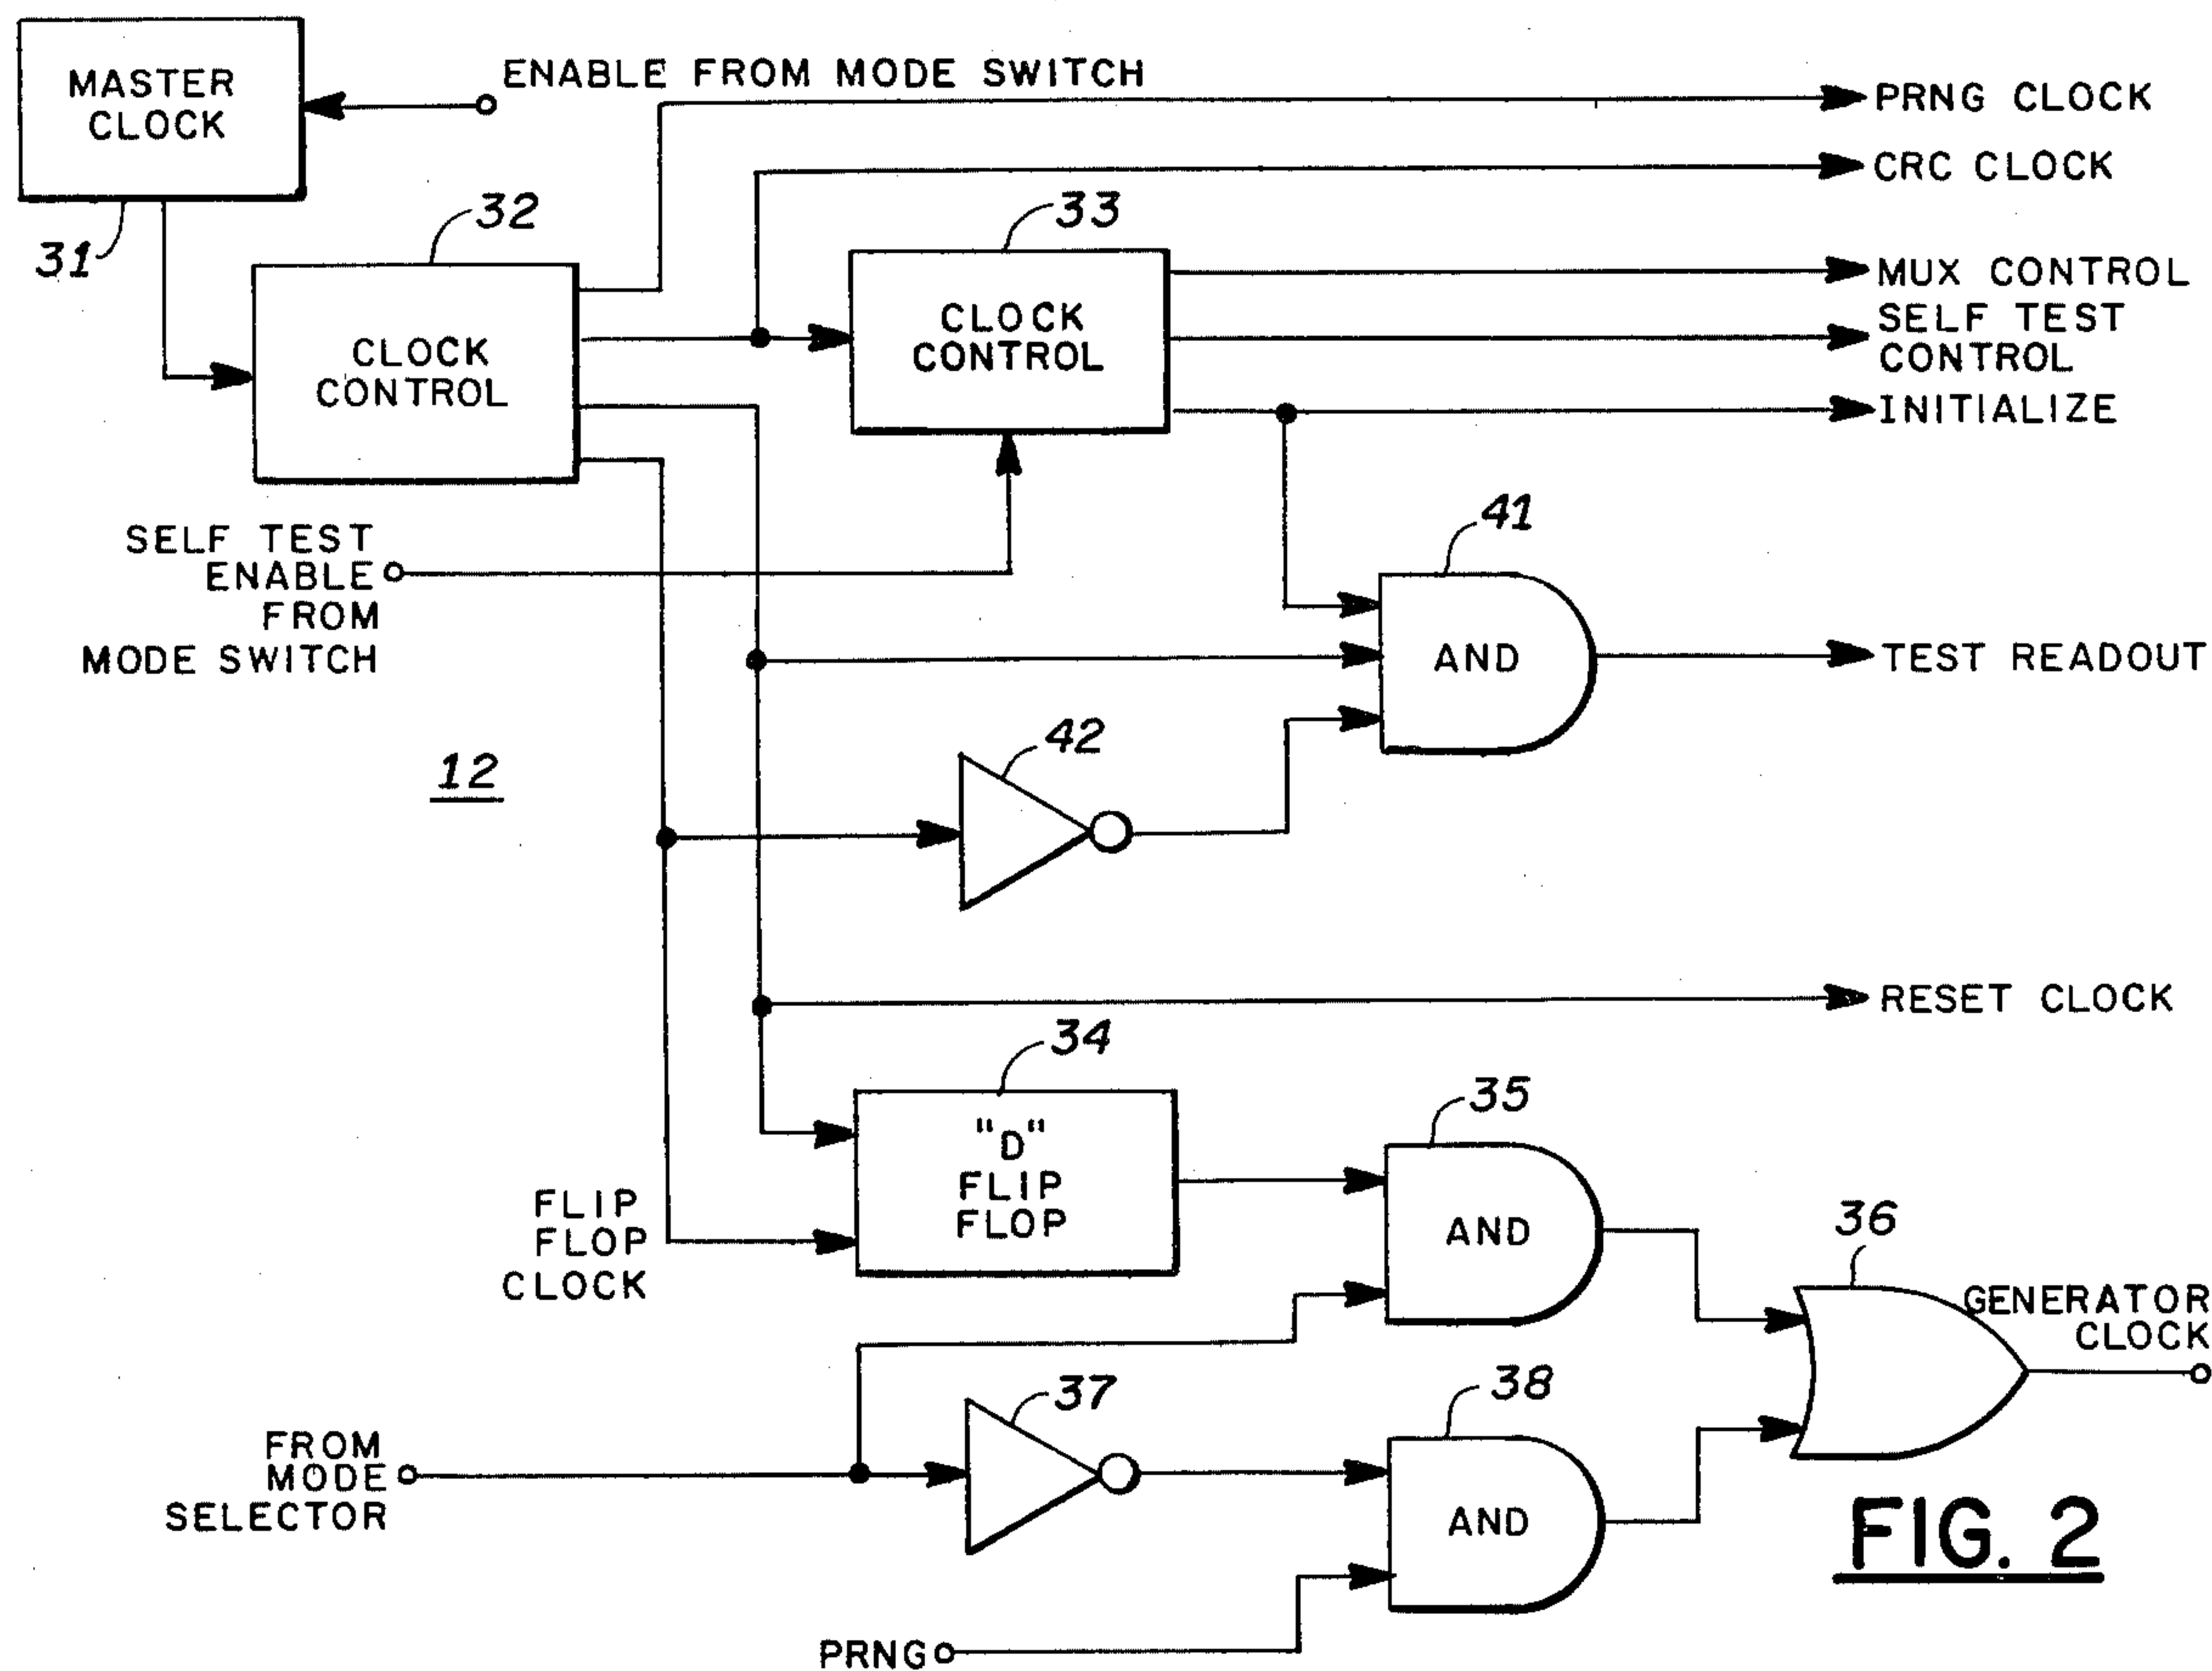 MASTER
CLOCK
ENABLE FROM MODE SWITCH
PRNG CLOCK
CRC CLOCK
31
32
33
CLOCK
CONTROL
CLOCK
CONTROL
MUX CONTROL
SELF TEST
CONTROL
INITIALIZE
SELF TEST
ENABLE
FROM
MODE SWITCH
41
AND
TEST READOUT
12
42
RESET CLOCK
34
"D"
FLIP
FLOP
FLIP
FLOP
CLOCK
35
AND
36
GENERATOR
CLOCK
FROM
MODE
SELECTOR
37
38
AND
PRNG
FIG. 2